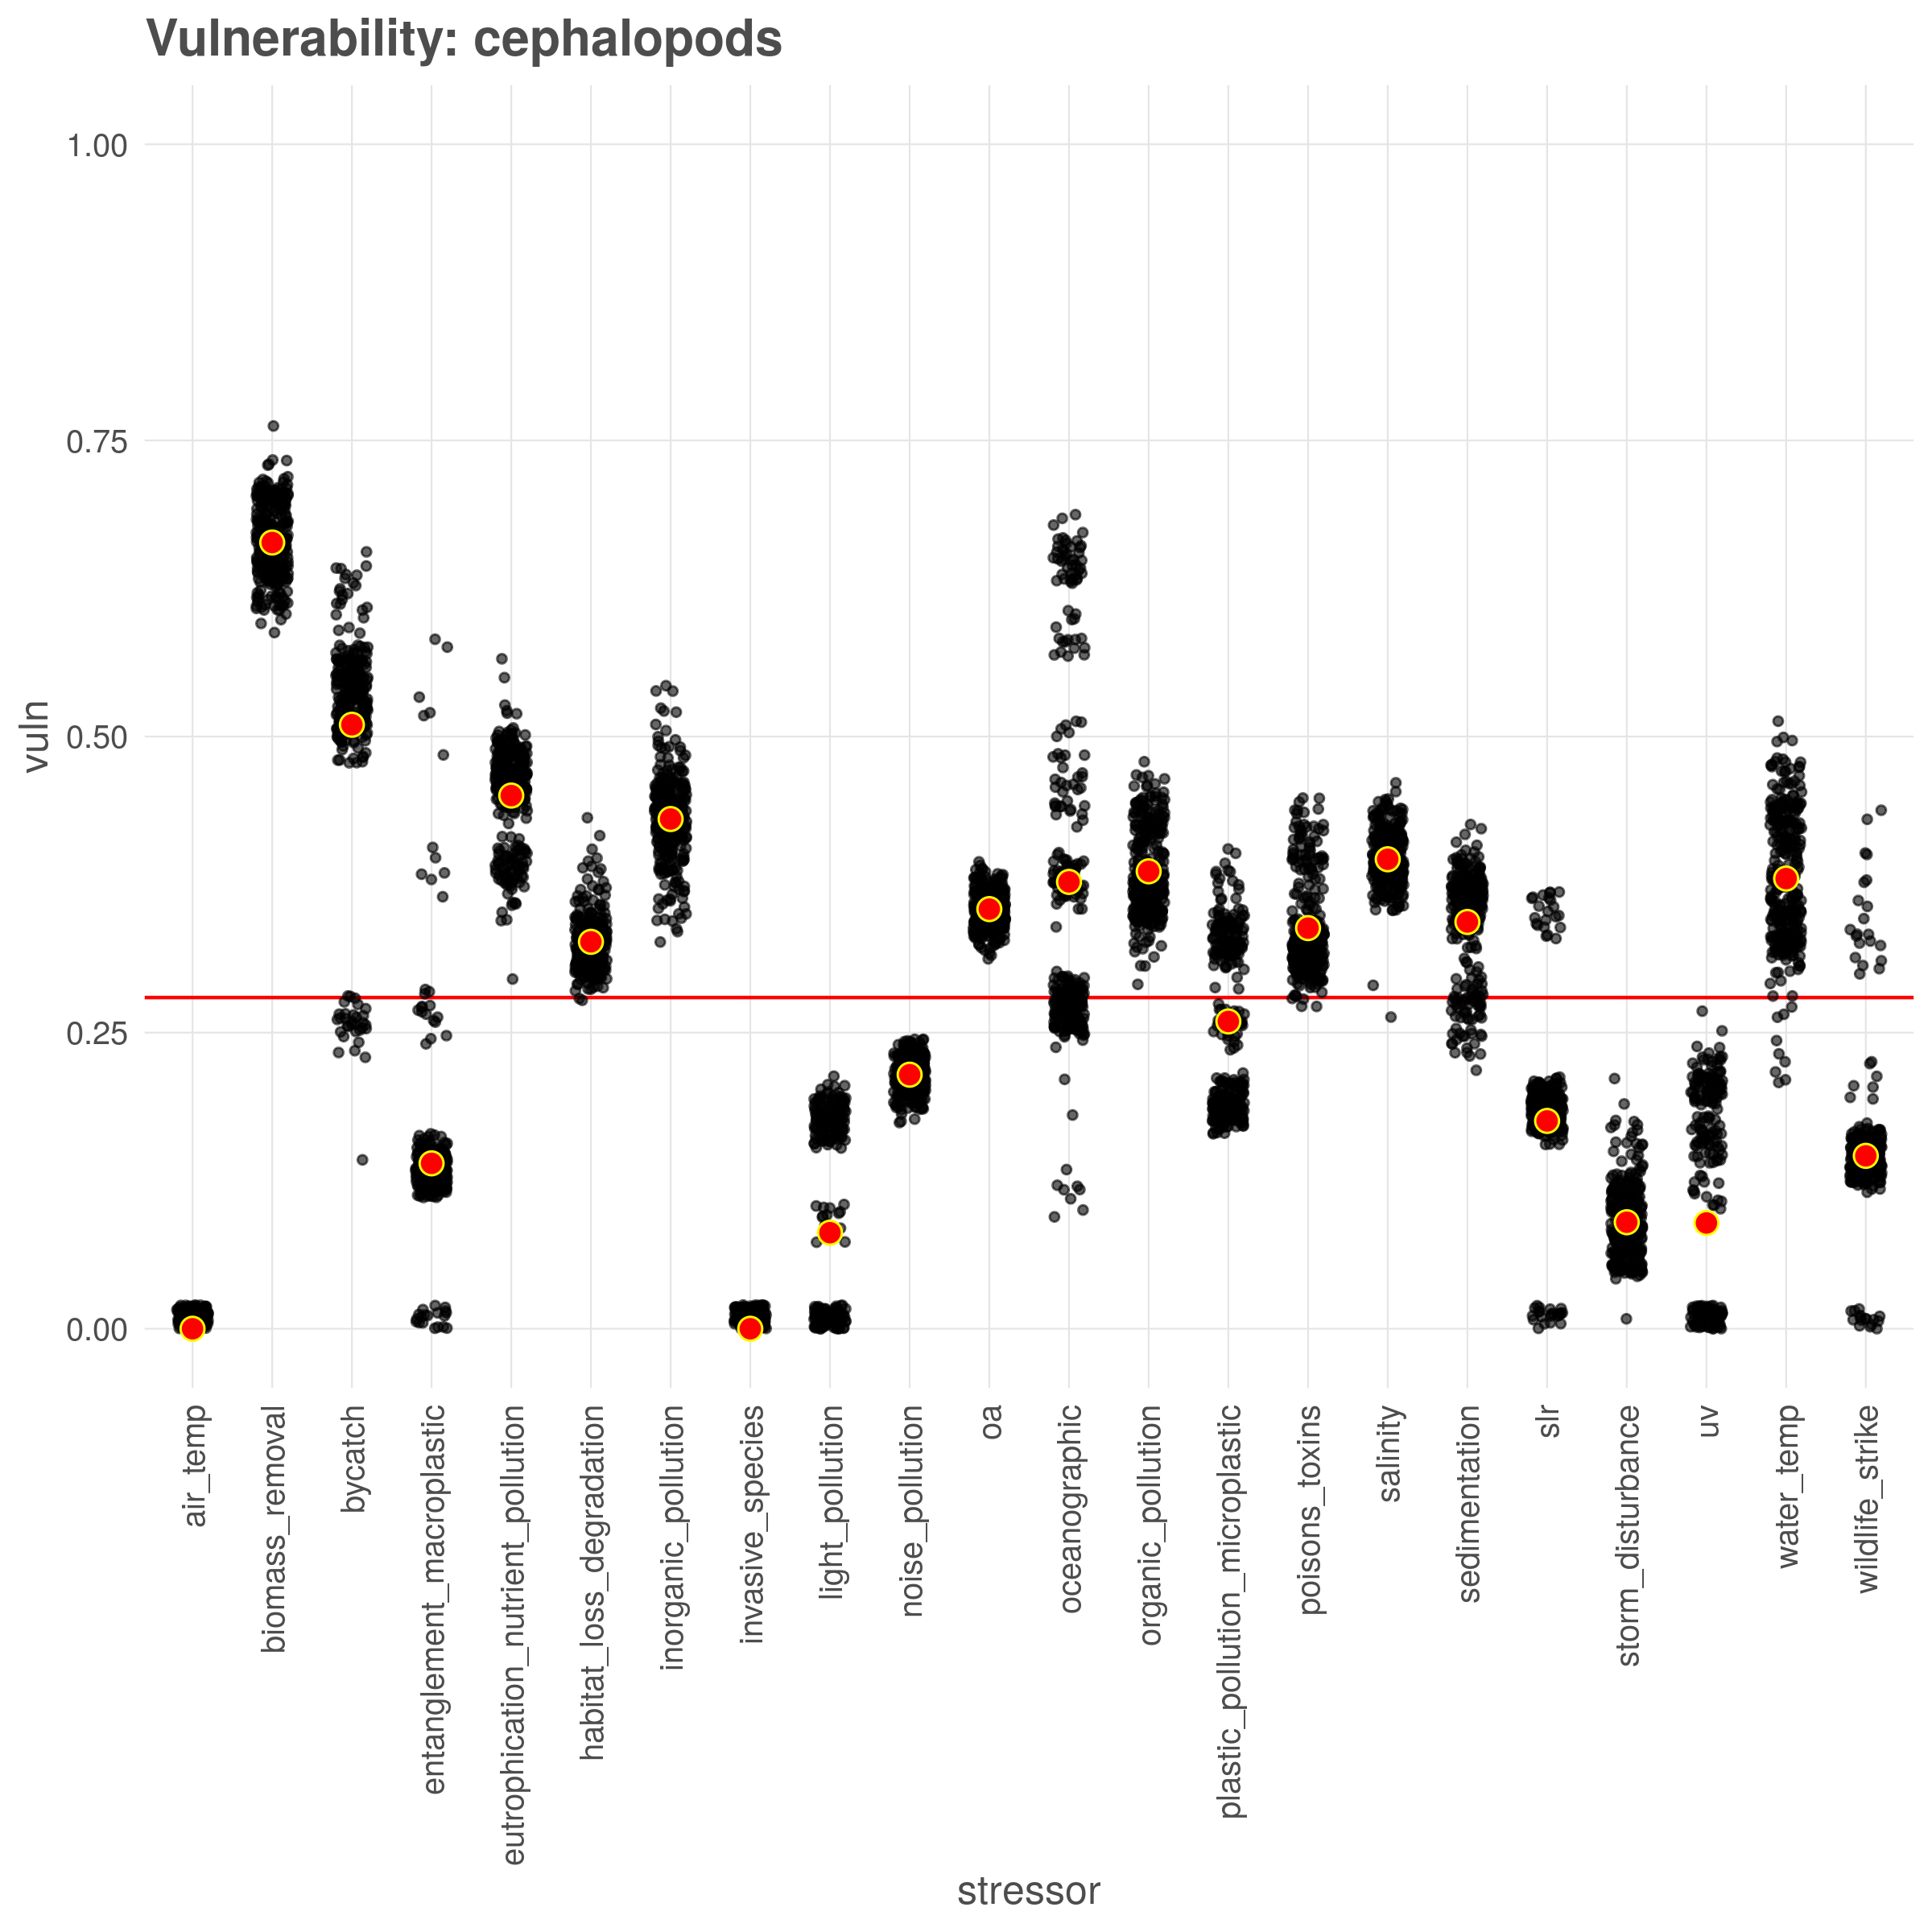 Vulnerability: cephalopods
vuln
1.00
0.75
0.50
0.25
0.00
air_temp
biomass_removal
bycatch
entanglement_macroplastic
eutrophication_nutrient_pollution
habitat_loss_degradation
inorganic_pollution
invasive_species
light_pollution
noise_pollution
oa
oceanographic
organic_pollution
plastic_pollution_microplastic
poisons_toxins
salinity
sedimentation
slr
storm_disturbance
uv
water_temp
wildlife_strike
stressor